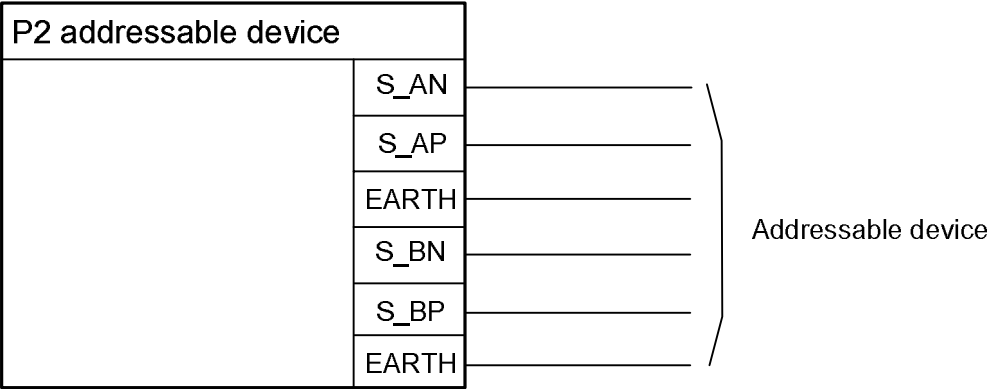 P2 addressable device
S_AN
S_AP
EARTH
S_BN
S_BP
EARTH
Addressable device